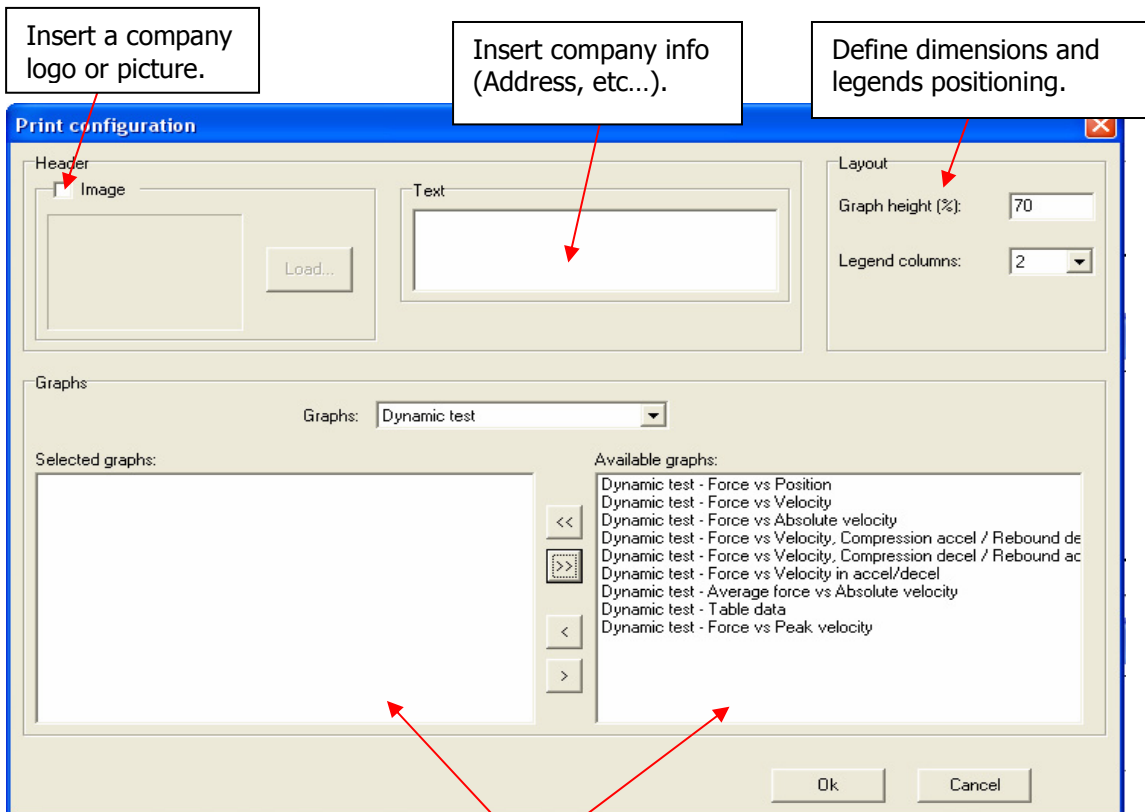 Insert a company
logo or picture.
Insert company info
(Address, etc…).
Define dimensions and
legends positioning.
Print configuration
Header
Image
Load...
Text
Layout
Graph height (%):
70
Legend columns:
2
Graphs
Graphs:
Dynamic test
Selected graphs:
Available graphs:
<<
>>
<
>
Dynamic test - Force vs Position
Dynamic test - Force vs Velocity
Dynamic test - Force vs Absolute velocity
Dynamic test - Force vs Velocity, Compression accel / Rebound de
Dynamic test - Force vs Velocity, Compression decel / Rebound ac
Dynamic test - Force vs Velocity in accel/decel
Dynamic test - Average force vs Absolute velocity
Dynamic test - Table data
Dynamic test - Force vs Peak velocity
Ok
Cancel